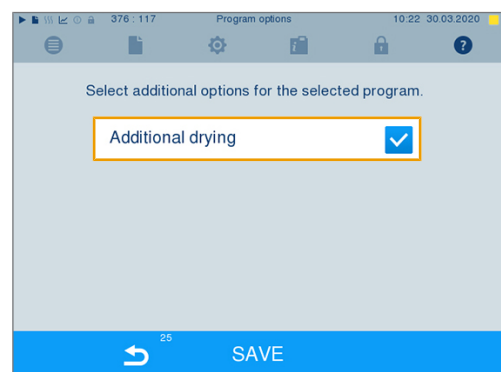 376 : 117 Program options 10:22 30.03.2020
Select additional options for the selected program.
Additional drying
25
SAVE